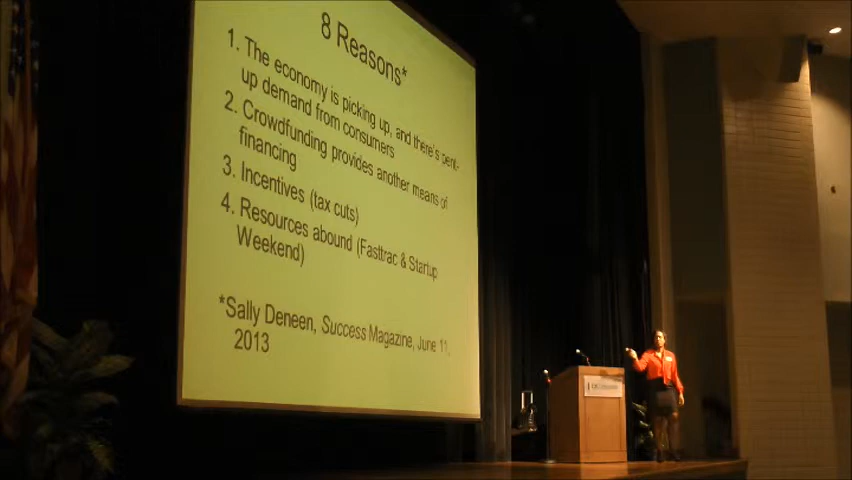 8 Reasons*
1. The economy is picking up, and there's pent-
up demand from consumers
2. Crowdfunding provides another means of
financing
3. Incentives (tax cuts)
4. Resources abound (Fasttrac & Startup
Weekend)
*Sally Deneen, Success Magazine, June 11,
2013